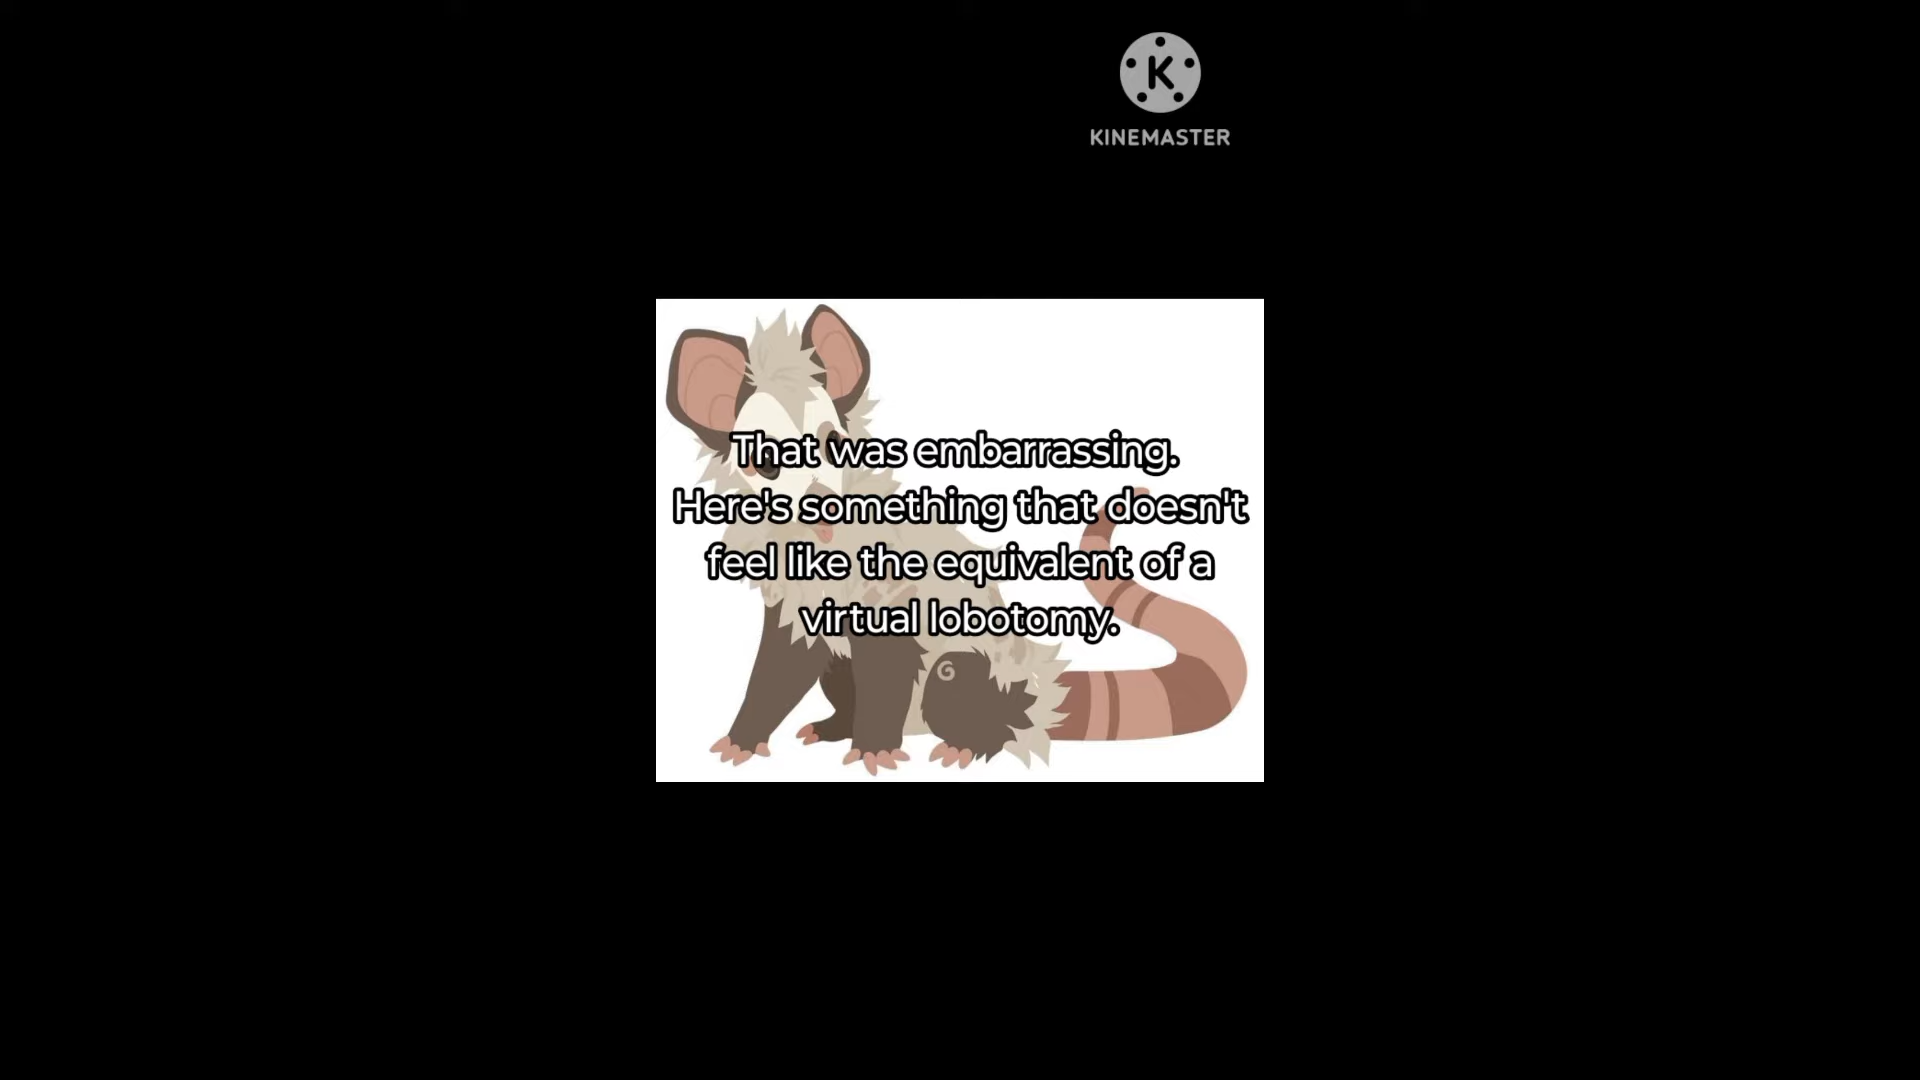 K
KINEMASTER
That was embarrassing.
Here's something that doesn't
feel like the equivalent of a
virtual lobotomy.